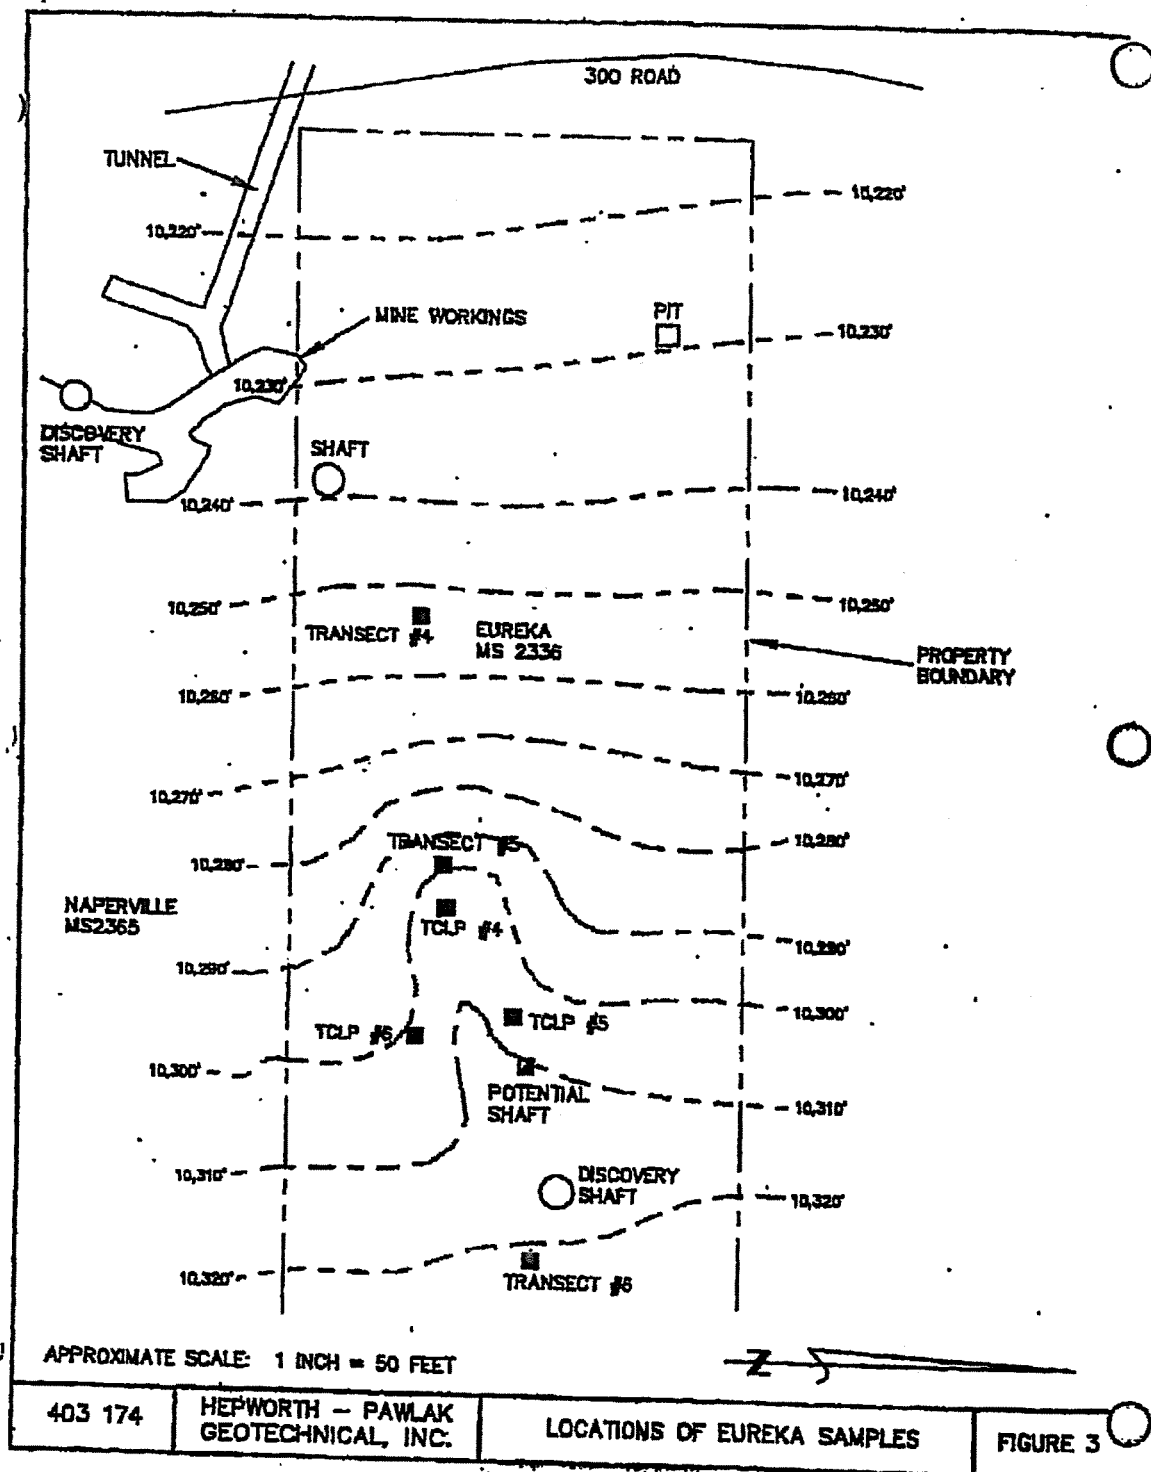 300 ROAD
TUNNEL
10,220'
10,220'
MINE WORKINGS
PIT
10,230'
10,230'
DISCOVERY
SHAFT
SHAFT
10,240'
10,240'
10,250'
10,250'
TRANSECT #4
EUREKA
MS 2336
PROPERTY
BOUNDARY
10,260'
10,260'
10,270'
10,270'
10,280'
10,280'
TRANSECT #5
NAPERVILLE
MS2365
TCLP #4
10,290'
10,290'
TCLP #6
TCLP #5
10,300'
10,300'
POTENTIAL
SHAFT
10,310'
10,310'
DISCOVERY
SHAFT
10,320'
10,320'
TRANSECT #6
APPROXIMATE SCALE: 1 INCH = 50 FEET
N
403 174
HEPWORTH - PAWLAK
GEOTECHNICAL, INC.
LOCATIONS OF EUREKA SAMPLES
FIGURE 3